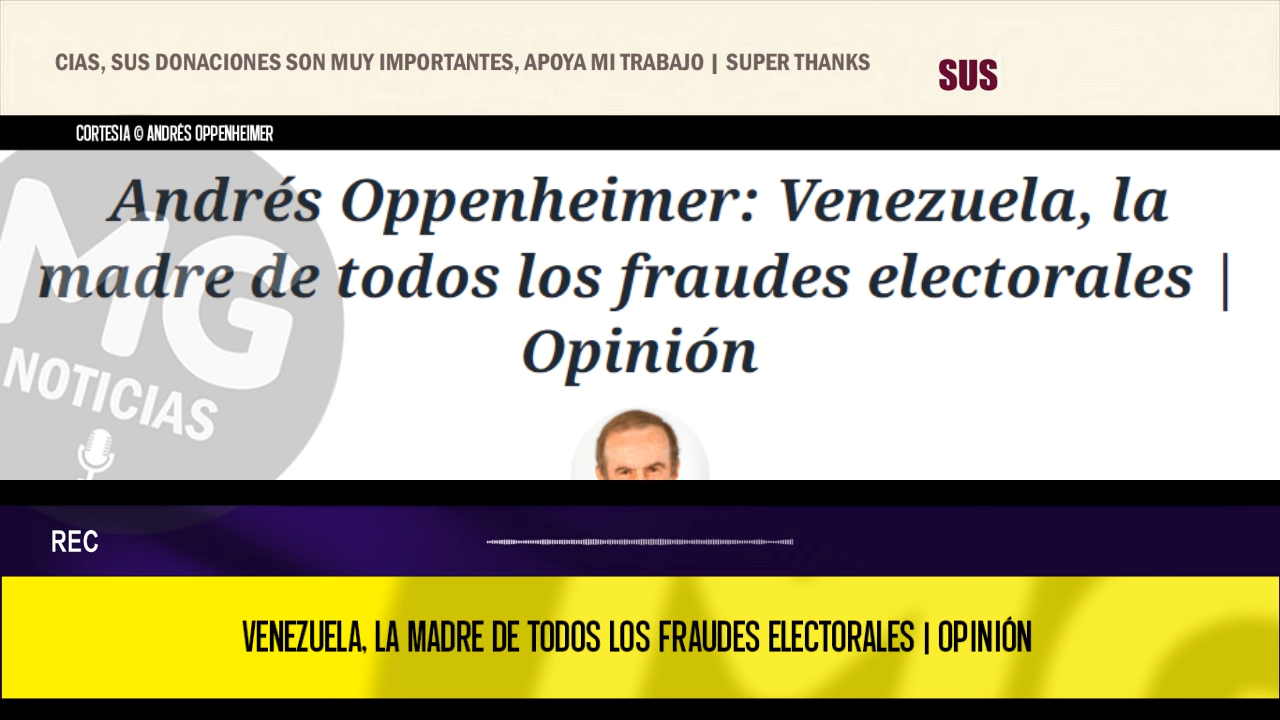 CIAS, SUS DONACIONES SON MUY IMPORTANTES, APOYA MI TRABAJO | SUPER THANKS
SUS
CORTESIA © ANDRÉS OPPENHEIMER
Andrés Oppenheimer: Venezuela, la
madre de todos los fraudes electorales |
Opinión
MG
NOTICIAS
REC
VENEZUELA, LA MADRE DE TODOS LOS FRAUDES ELECTORALES | OPINIÓN